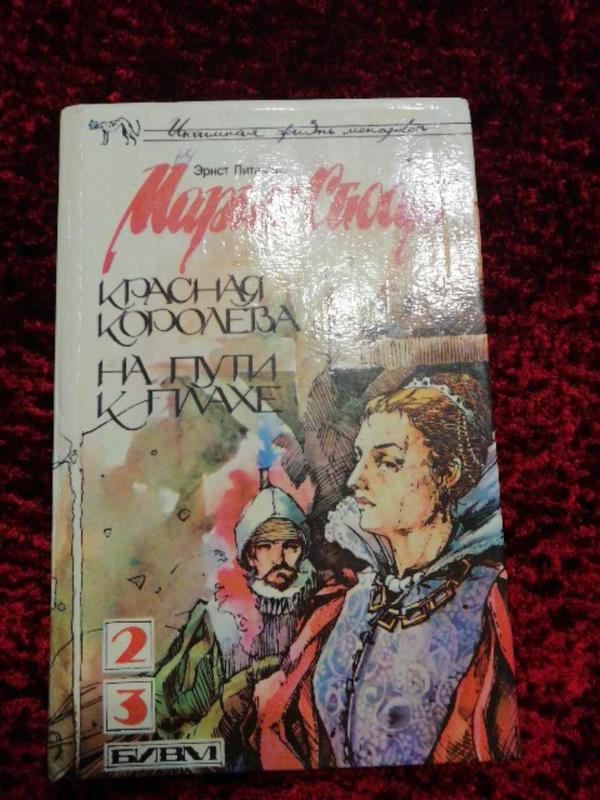 Интимная жизнь монархов
Эрнст
Мария Стюарт
КРАСНАЯ
КОРОЛЕВА
НА ПУТИ
К ПЛАХЕ
2
3
БИВМ